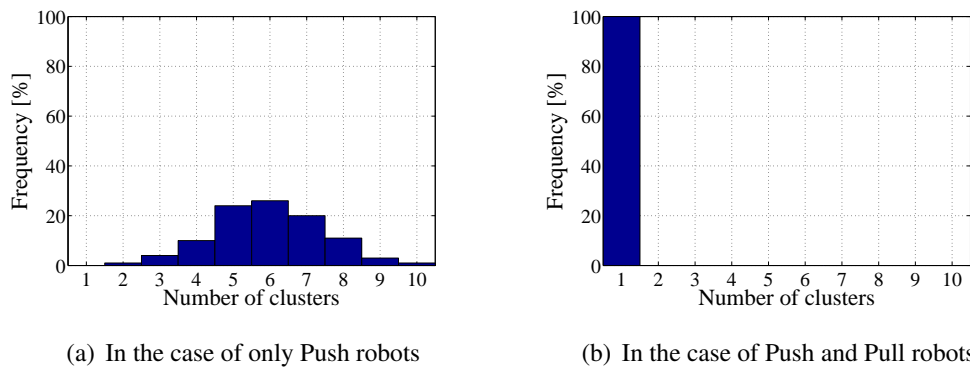 100
80
60
40
20
0
Frequency [%]
1 2 3 4 5 6 7 8 9 10
Number of clusters
(a) In the case of only Push robots
100
80
60
40
20
0
Frequency [%]
1 2 3 4 5 6 7 8 9 10
Number of clusters
(b) In the case of Push and Pull robots